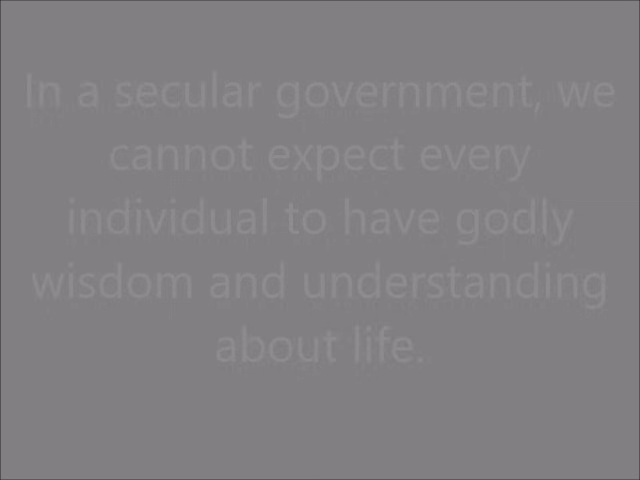 In a secular government, we
cannot expect every
individual to have godly
wisdom and understanding
about life.